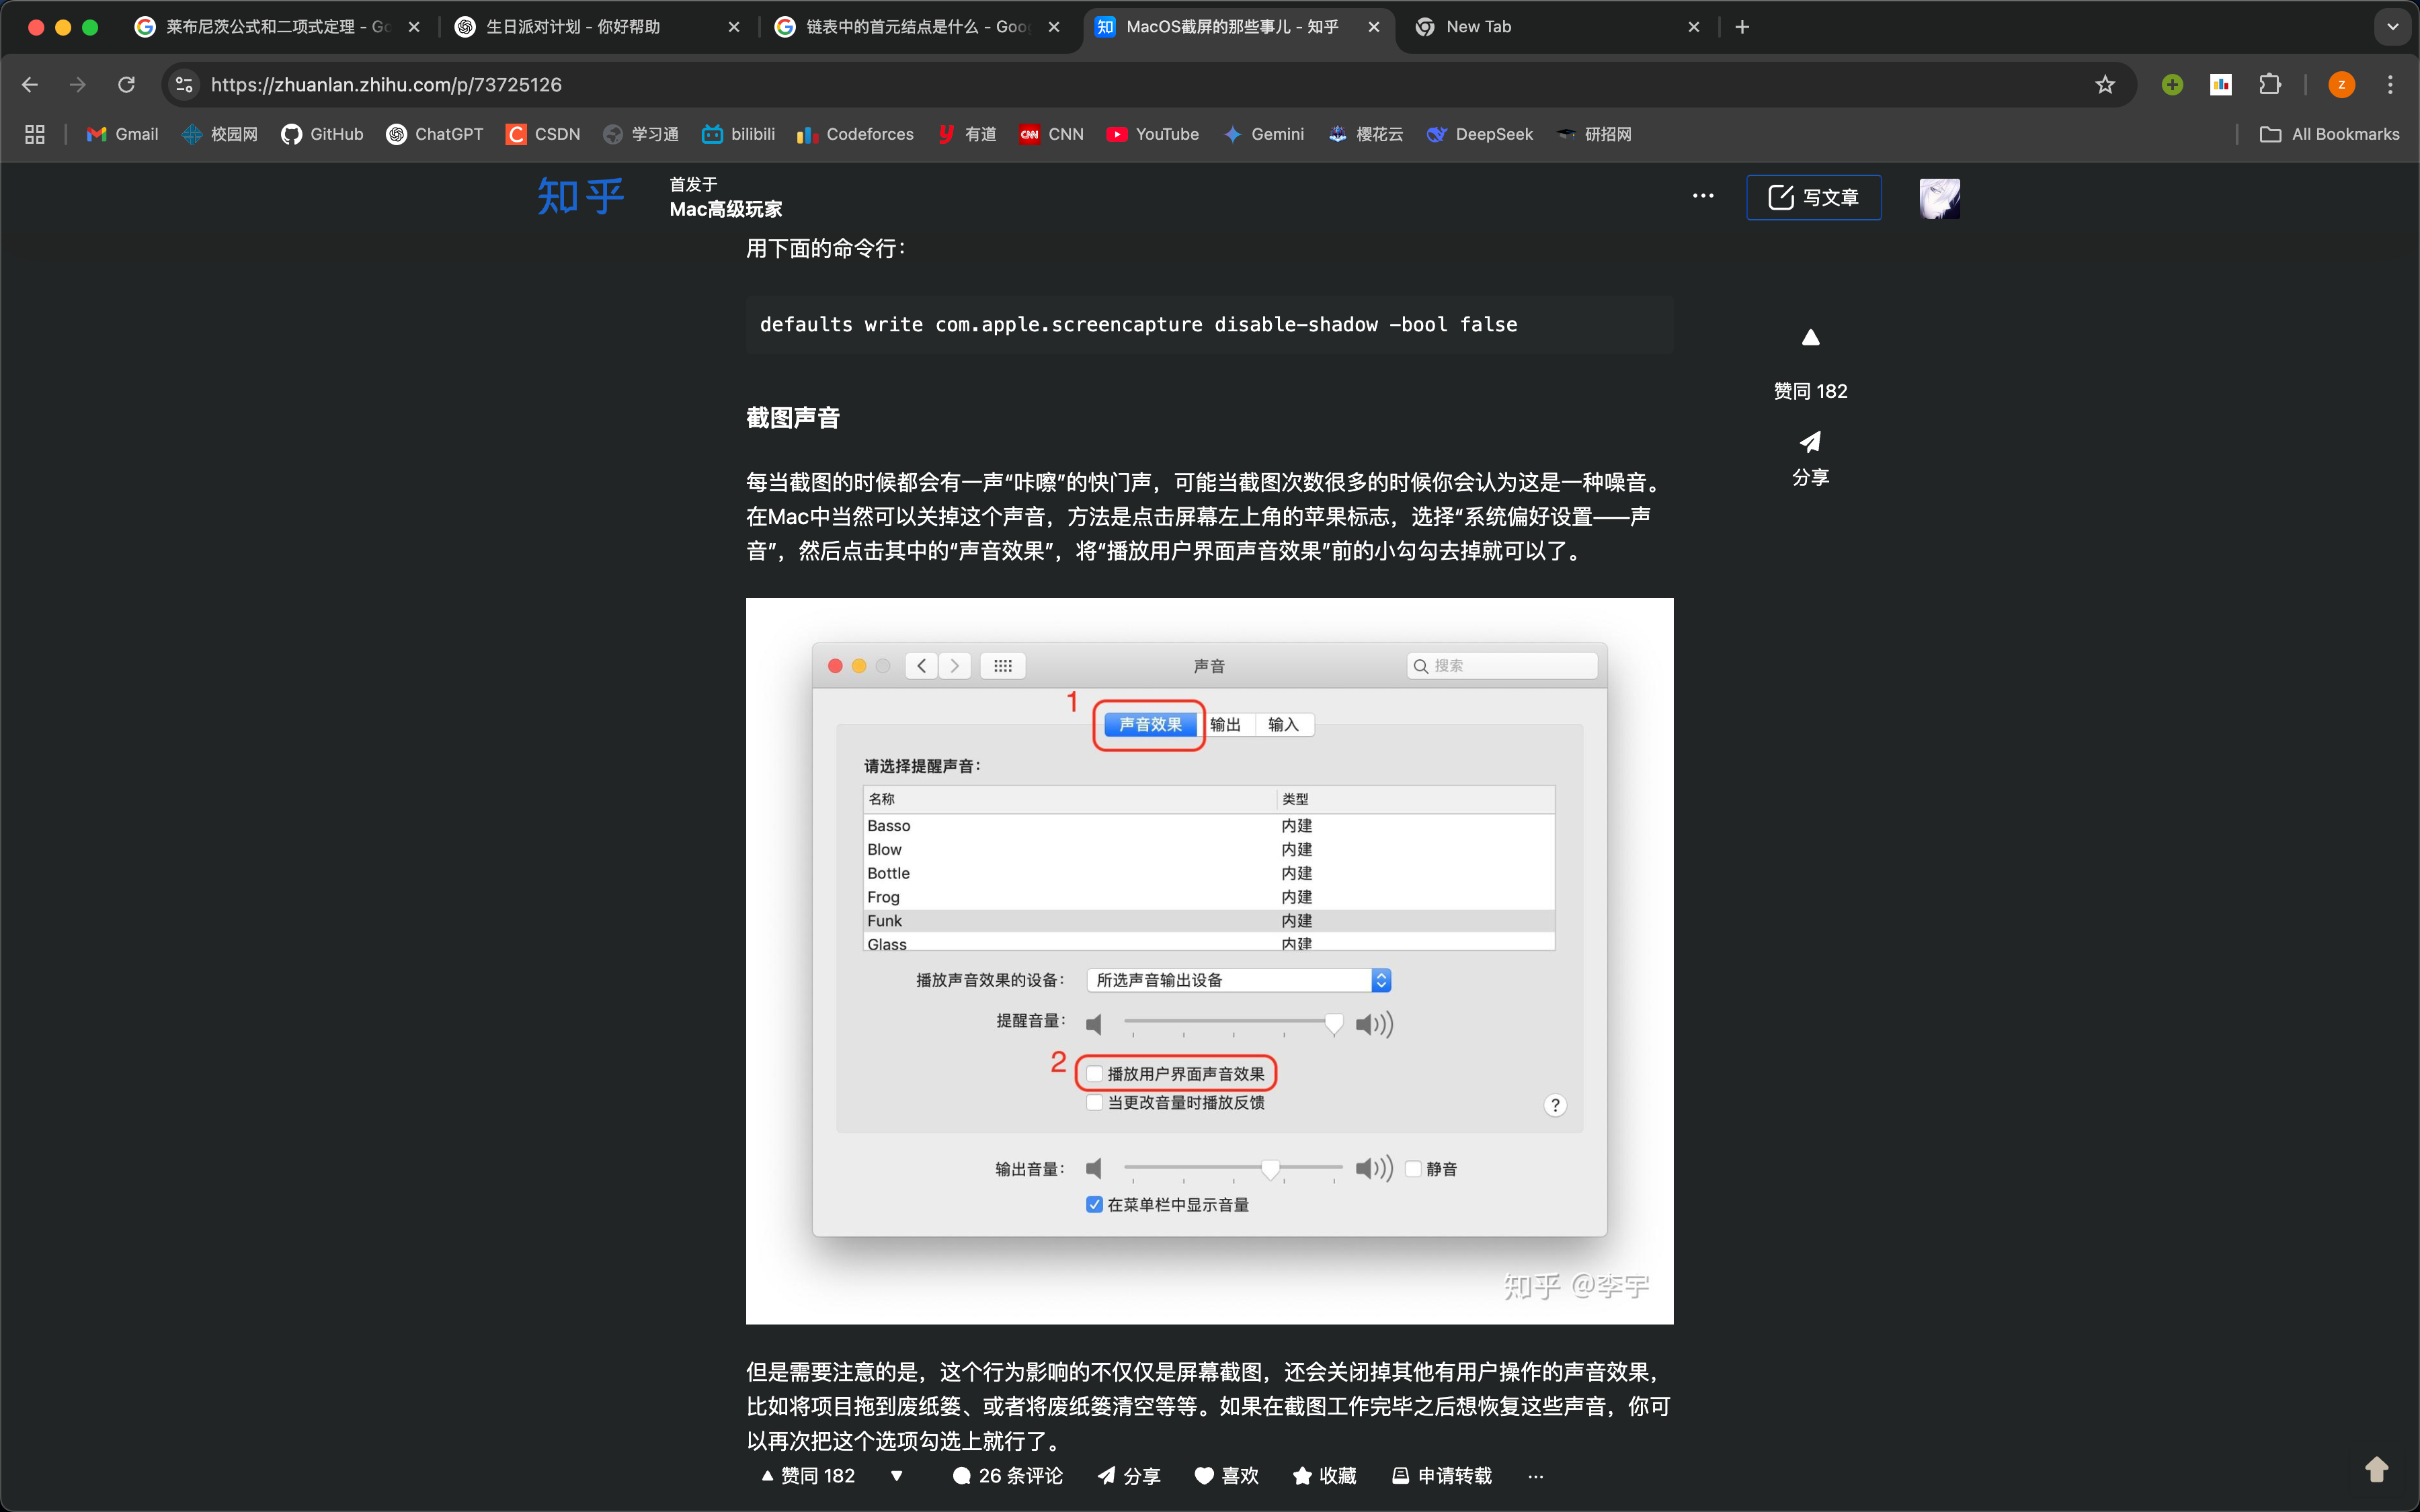 莱布尼茨公式和二项式定理 - Go
生日派对计划 - 你好帮助
链表中的首元结点是什么 - Goo
知 MacOS截屏的那些事儿 - 知乎
New Tab
https://zhuanlan.zhihu.com/p/73725126
z
Gmail
校园网
GitHub
ChatGPT
CSDN
学习通
bilibili
Codeforces
有道
CNN
YouTube
Gemini
樱花云
DeepSeek
研招网
All Bookmarks
知乎
首发于
Mac高级玩家
写文章
用下面的命令行：
defaults write com.apple.screencapture disable-shadow -bool false
赞同 182
分享
截图声音
每当截图的时候都会有一声“咔嚓”的快门声，可能当截图次数很多的时候你会认为这是一种噪音。
在Mac中当然可以关掉这个声音，方法是点击屏幕左上角的苹果标志，选择“系统偏好设置——声
音”，然后点击其中的“声音效果”，将“播放用户界面声音效果”前的小勾勾去掉就可以了。
声音
搜索
1
声音效果 输出 输入
请选择提醒声音：
名称 类型
Basso 内建
Blow 内建
Bottle 内建
Frog 内建
Funk 内建
Glass 内建
播放声音效果的设备： 所选声音输出设备
提醒音量：
2
播放用户界面声音效果
当更改音量时播放反馈
?
输出音量： 静音
在菜单栏中显示音量
知乎 @李宇
但是需要注意的是，这个行为影响的不仅仅是屏幕截图，还会关闭掉其他有用户操作的声音效果，
比如将项目拖到废纸篓、或者将废纸篓清空等等。如果在截图工作完毕之后想恢复这些声音，你可
以再次把这个选项勾选上就行了。
赞同 182
26 条评论
分享
喜欢
收藏
申请转载